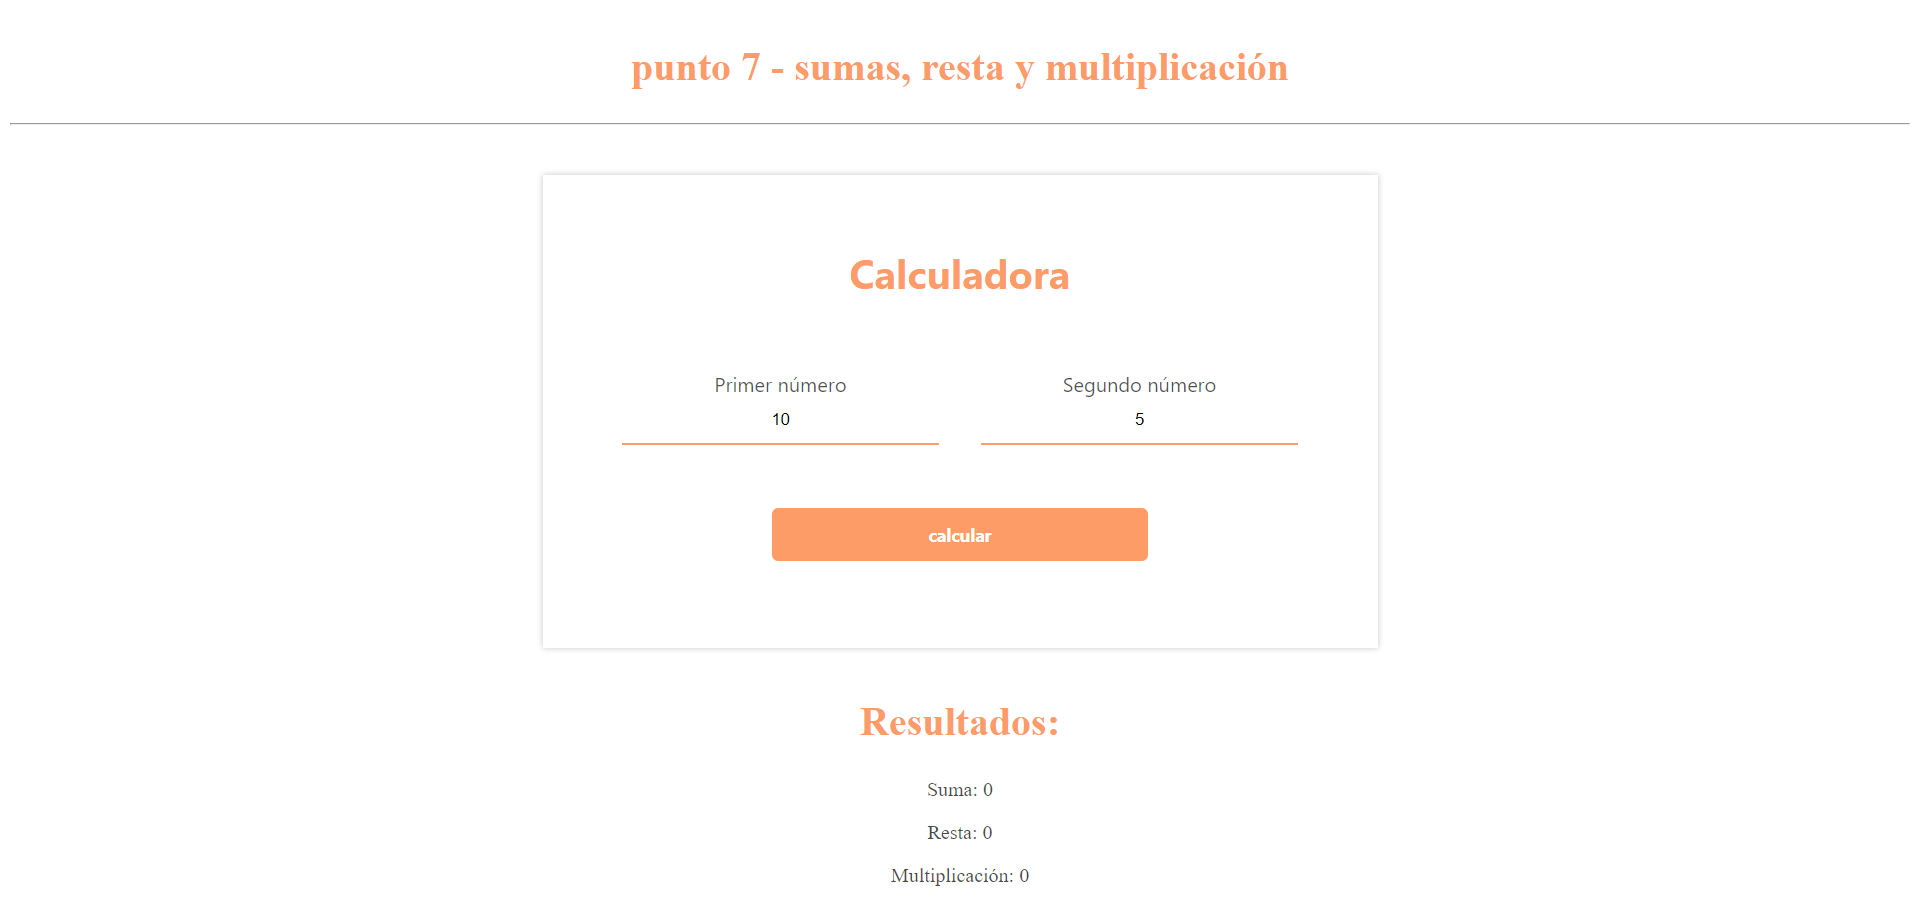 punto 7 - sumas, resta y multiplicación
Calculadora
Primer número
Segundo número
10
5
calcular
Resultados:
Suma: 0
Resta: 0
Multiplicación: 0